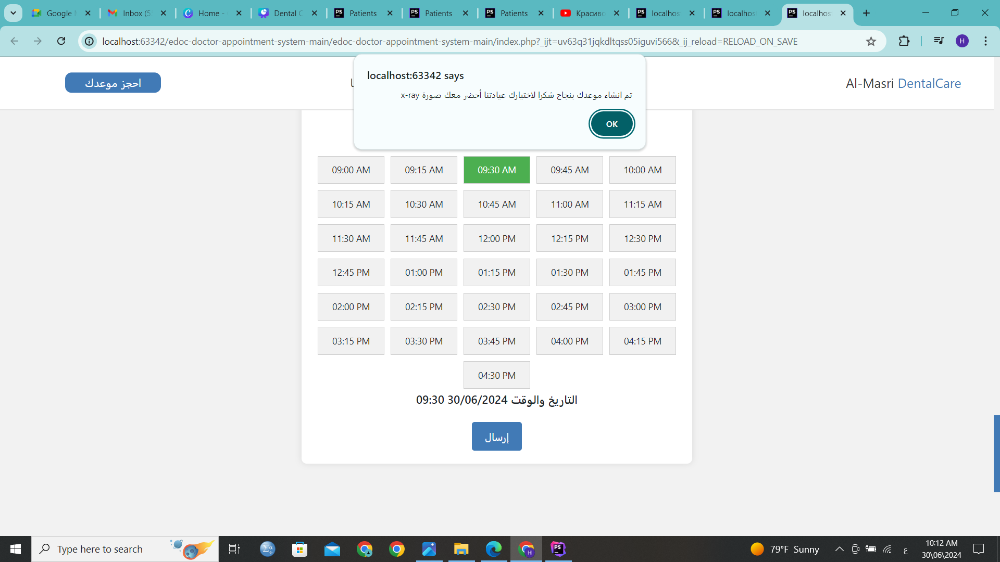 Google
Inbox (5
Home -
Dental C
Patients
Patients
Patients
Красиво
localhos
localhos
localhos
localhost:63342/edoc-doctor-appointment-system-main/edoc-doctor-appointment-system-main/index.php?_ijt=uv63q31jqkdltqss05iguvi566&_ij_reload=RELOAD_ON_SAVE
H
localhost:63342 says
تم انشاء موعدك بنجاح شكرا لاختيارك عيادتنا أحضر معك صورة x-ray
OK
احجز موعدك
Al-Masri DentalCare
09:00 AM 09:15 AM 09:30 AM 09:45 AM 10:00 AM
10:15 AM 10:30 AM 10:45 AM 11:00 AM 11:15 AM
11:30 AM 11:45 AM 12:00 PM 12:15 PM 12:30 PM
12:45 PM 01:00 PM 01:15 PM 01:30 PM 01:45 PM
02:00 PM 02:15 PM 02:30 PM 02:45 PM 03:00 PM
03:15 PM 03:30 PM 03:45 PM 04:00 PM 04:15 PM
04:30 PM
التاريخ والوقت 30/06/2024 09:30
إرسال
Type here to search
79°F Sunny
ع
10:12 AM
30\06\2024